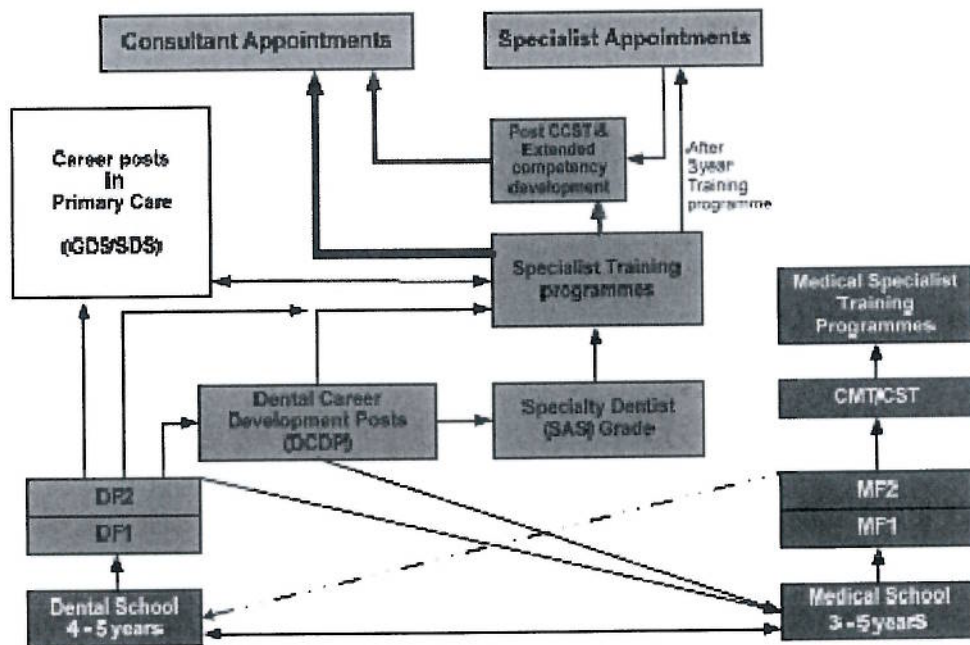 Consultant Appointments
Specialist Appointments
Career posts
in
Primary Care
(GDS/SDS)
Post CCST &
Extended
competency
development
After
3year
Training
programme
Specialist Training
programmes
Medical Specialist
Training
Programmes
Dental Career
Development Posts
(DCDP)
Specialty Dentist
(SAS) Grade
CMT/CST
DF2
DF1
MF2
MF1
Dental School
4 - 5 years
Medical School
3 - 5 years